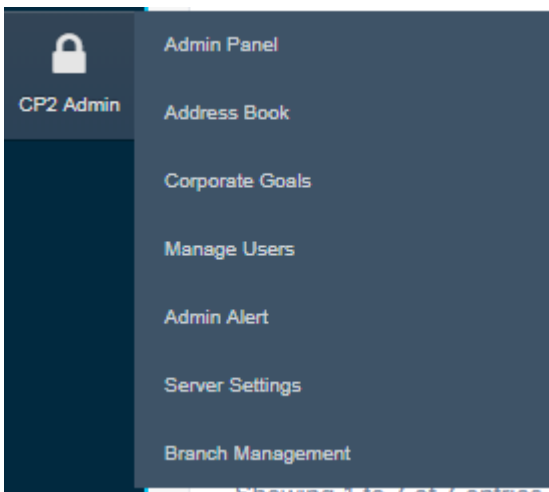 CP2 Admin
Admin Panel
Address Book
Corporate Goals
Manage Users
Admin Alert
Server Settings
Branch Management